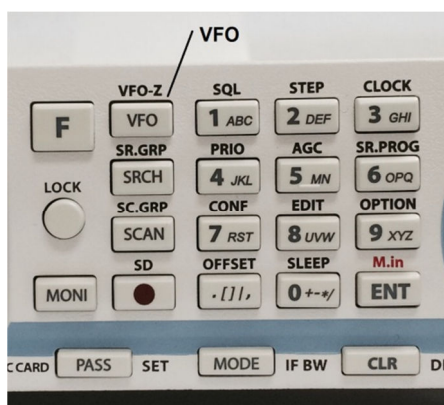 VFO
VFO-Z SQL STEP CLOCK
F VFO 1 ABC 2 DEF 3 GHI
SR.GRP PRIO AGC SR.PROG
SRCH 4 JKL 5 MN 6 OPQ
LOCK
SC.GRP CONF EDIT OPTION
SCAN 7 RST 8 UVW 9 XYZ
SD OFFSET SLEEP M.in
MONI . [ ] | , 0 +-*/ ENT
C CARD PASS SET MODE IF BW CLR